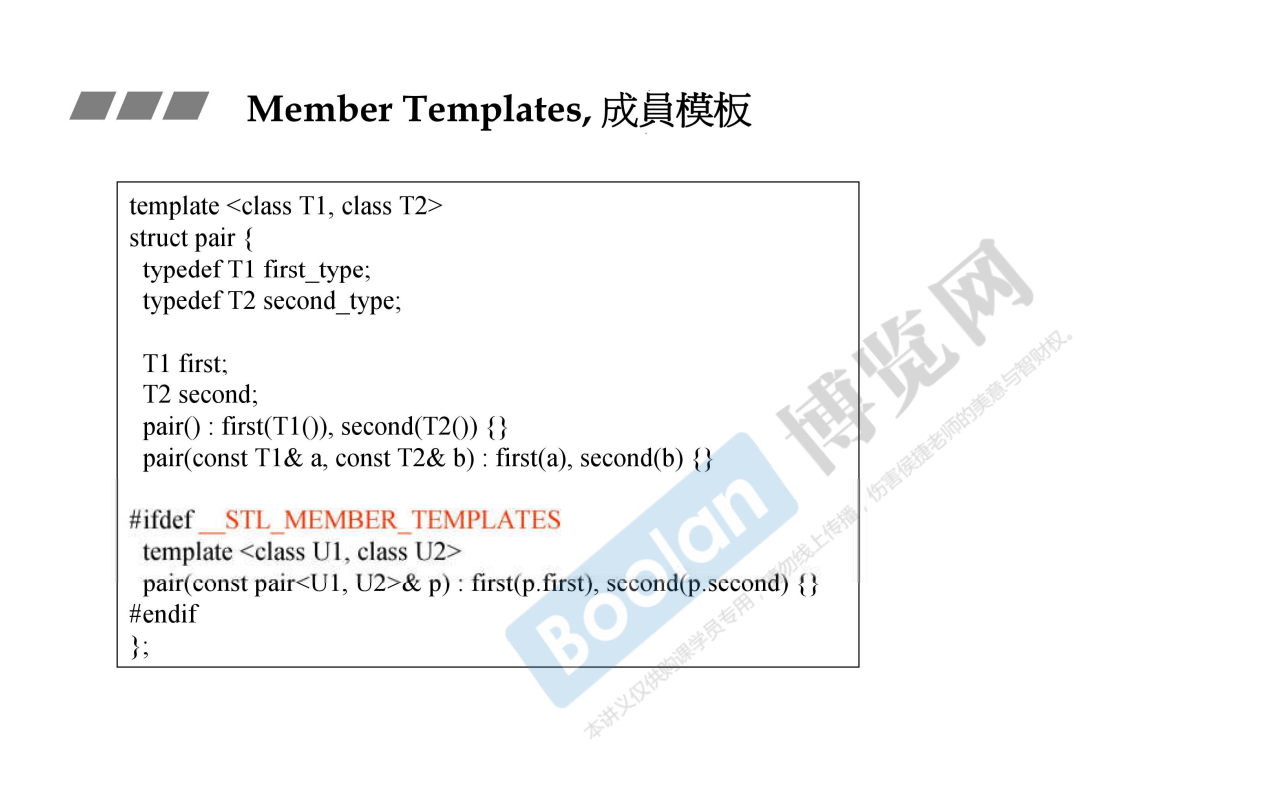 Member Templates, 成員模板
template <class T1, class T2>
struct pair {
typedef T1 first_type;
typedef T2 second_type;
T1 first;
T2 second;
pair() : first(T1()), second(T2()) {}
pair(const T1& a, const T2& b) : first(a), second(b) {}
#ifdef __STL_MEMBER_TEMPLATES
template <class U1, class U2>
pair(const pair<U1, U2>& p) : first(p.first), second(p.second) {}
#endif
};
Boolan 博览网
本讲义仅供购课学员专用，请勿线上传播，伤害侯捷老师的美意与智财权。